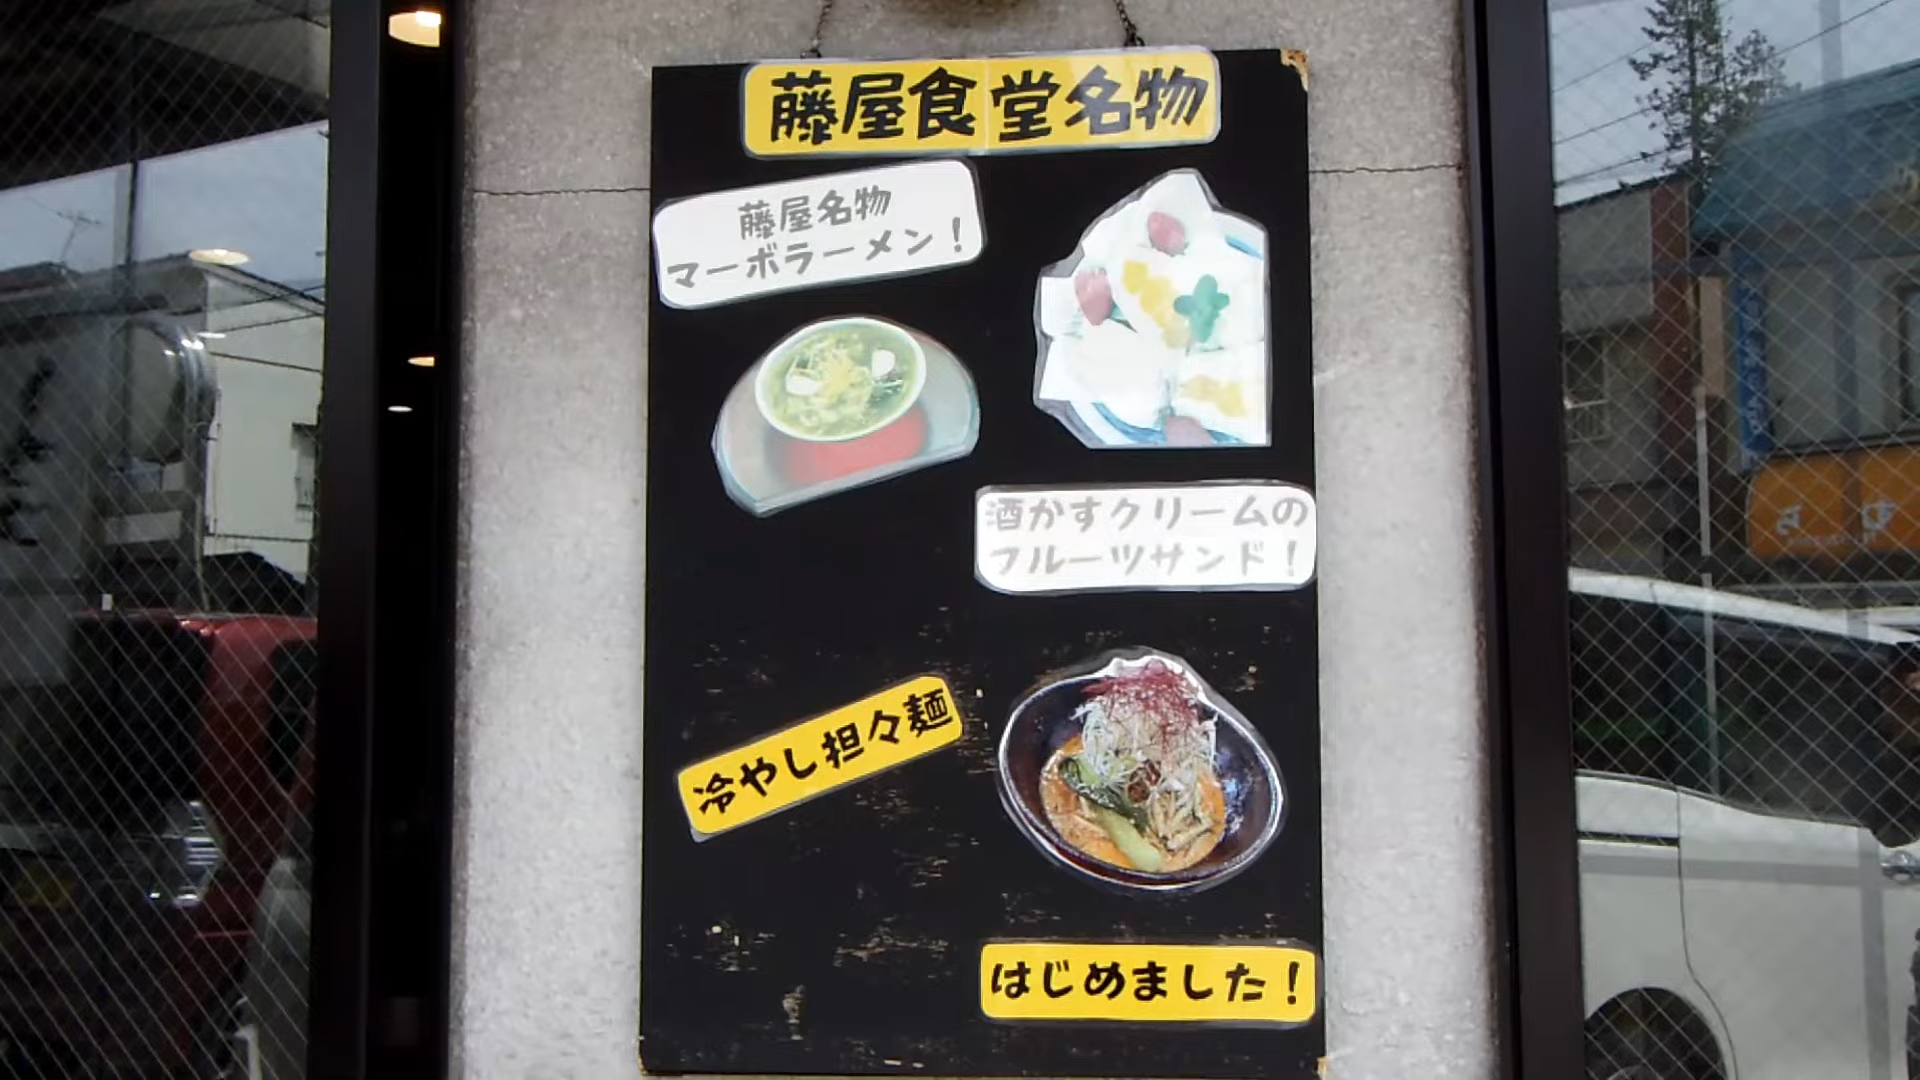 藤屋食堂名物
藤屋名物
マーボラーメン！
酒かすクリームの
フルーツサンド！
冷やし担々麺
はじめました！